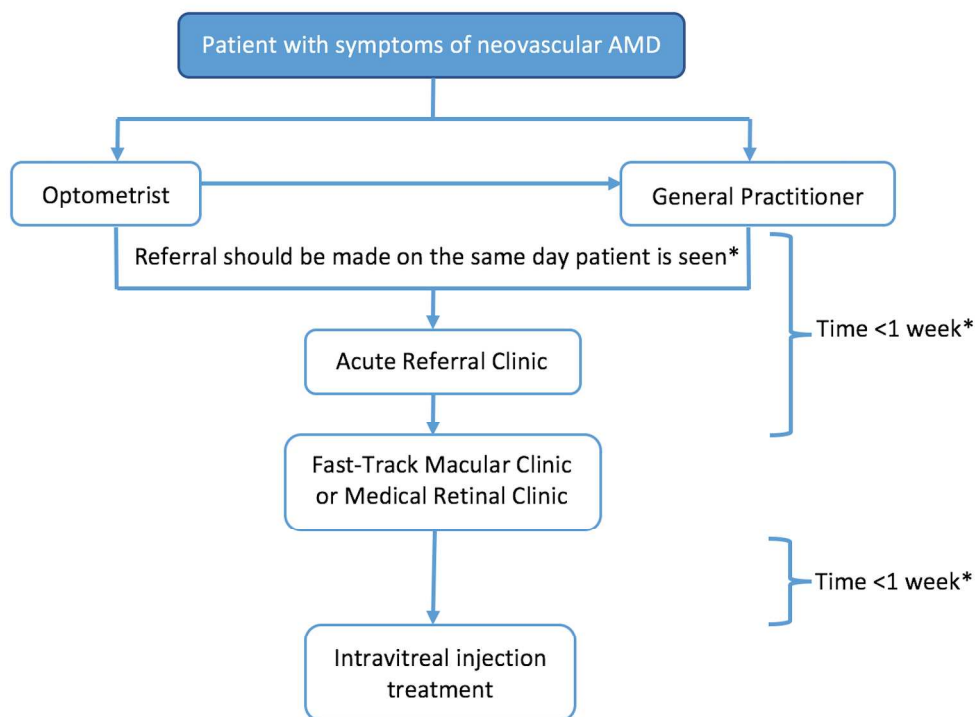 Patient with symptoms of neovascular AMD
Optometrist
General Practitioner
Referral should be made on the same day patient is seen*
Time <1 week*
Acute Referral Clinic
Fast-Track Macular Clinic
or Medical Retinal Clinic
Time <1 week*
Intravitreal injection
treatment